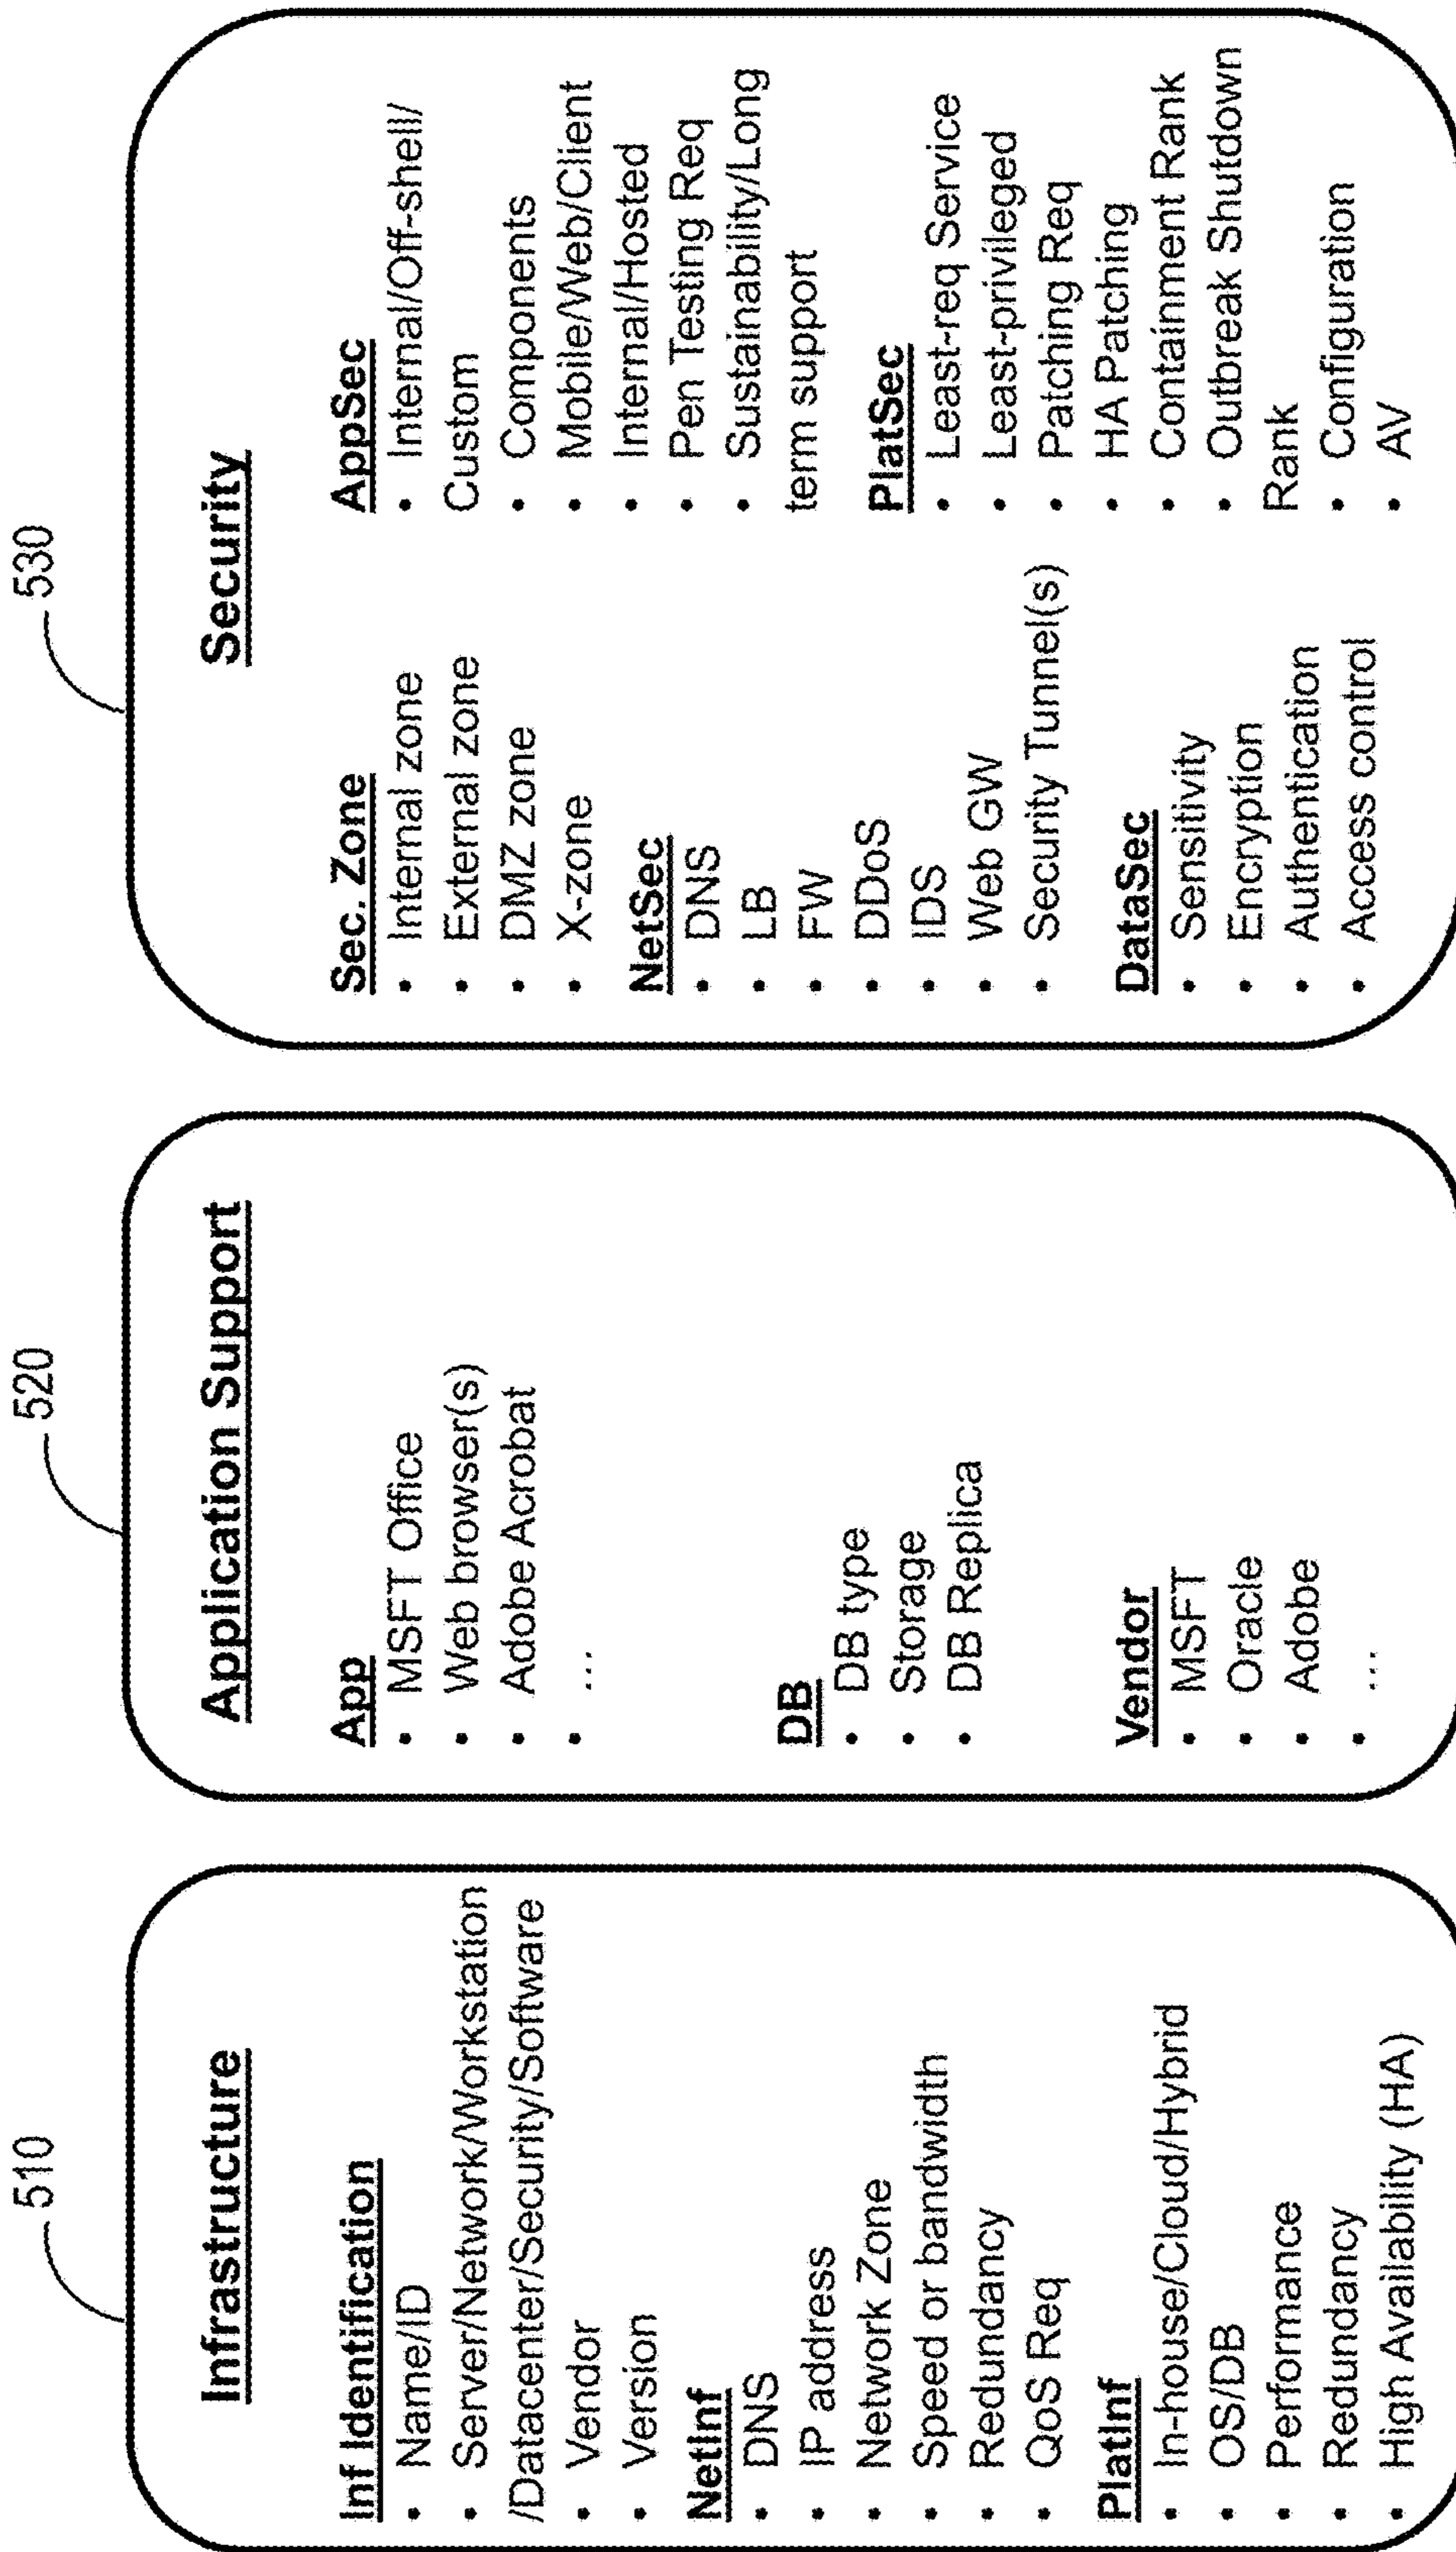 510
Infrastructure
Inf Identification
• Name/ID
• Server/Network/Workstation
/Datacenter/Security/Software
• Vendor
• Version
NetInf
• DNS
• IP address
• Network Zone
• Speed or bandwidth
• Redundancy
• QoS Req
PlatInf
• In-house/Cloud/Hybrid
• OS/DB
• Performance
• Redundancy
• High Availability (HA)
520
Application Support
App
• MSFT Office
• Web browser(s)
• Adobe Acrobat
• ...
DB
• DB type
• Storage
• DB Replica
Vendor
• MSFT
• Oracle
• Adobe
• ...
530
Security
Sec. Zone
• Internal zone
• External zone
• DMZ zone
• X-zone
NetSec
• DNS
• LB
• FW
• DDoS
• IDS
• Web GW
• Security Tunnel(s)
DataSec
• Sensitivity
• Encryption
• Authentication
• Access control
AppSec
• Internal/Off-shell/
Custom
• Components
• Mobile/Web/Client
• Internal/Hosted
• Pen Testing Req
• Sustainability/Long
term support
PlatSec
• Least-req Service
• Least-privileged
• Patching Req
• HA Patching
• Containment Rank
• Outbreak Shutdown
Rank
• Configuration
• AV